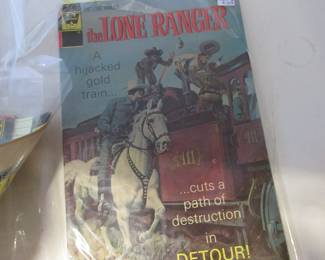 the LONE RANGER
A
hijacked
gold
train...
...cuts a
path of
destruction
in
DETOUR!